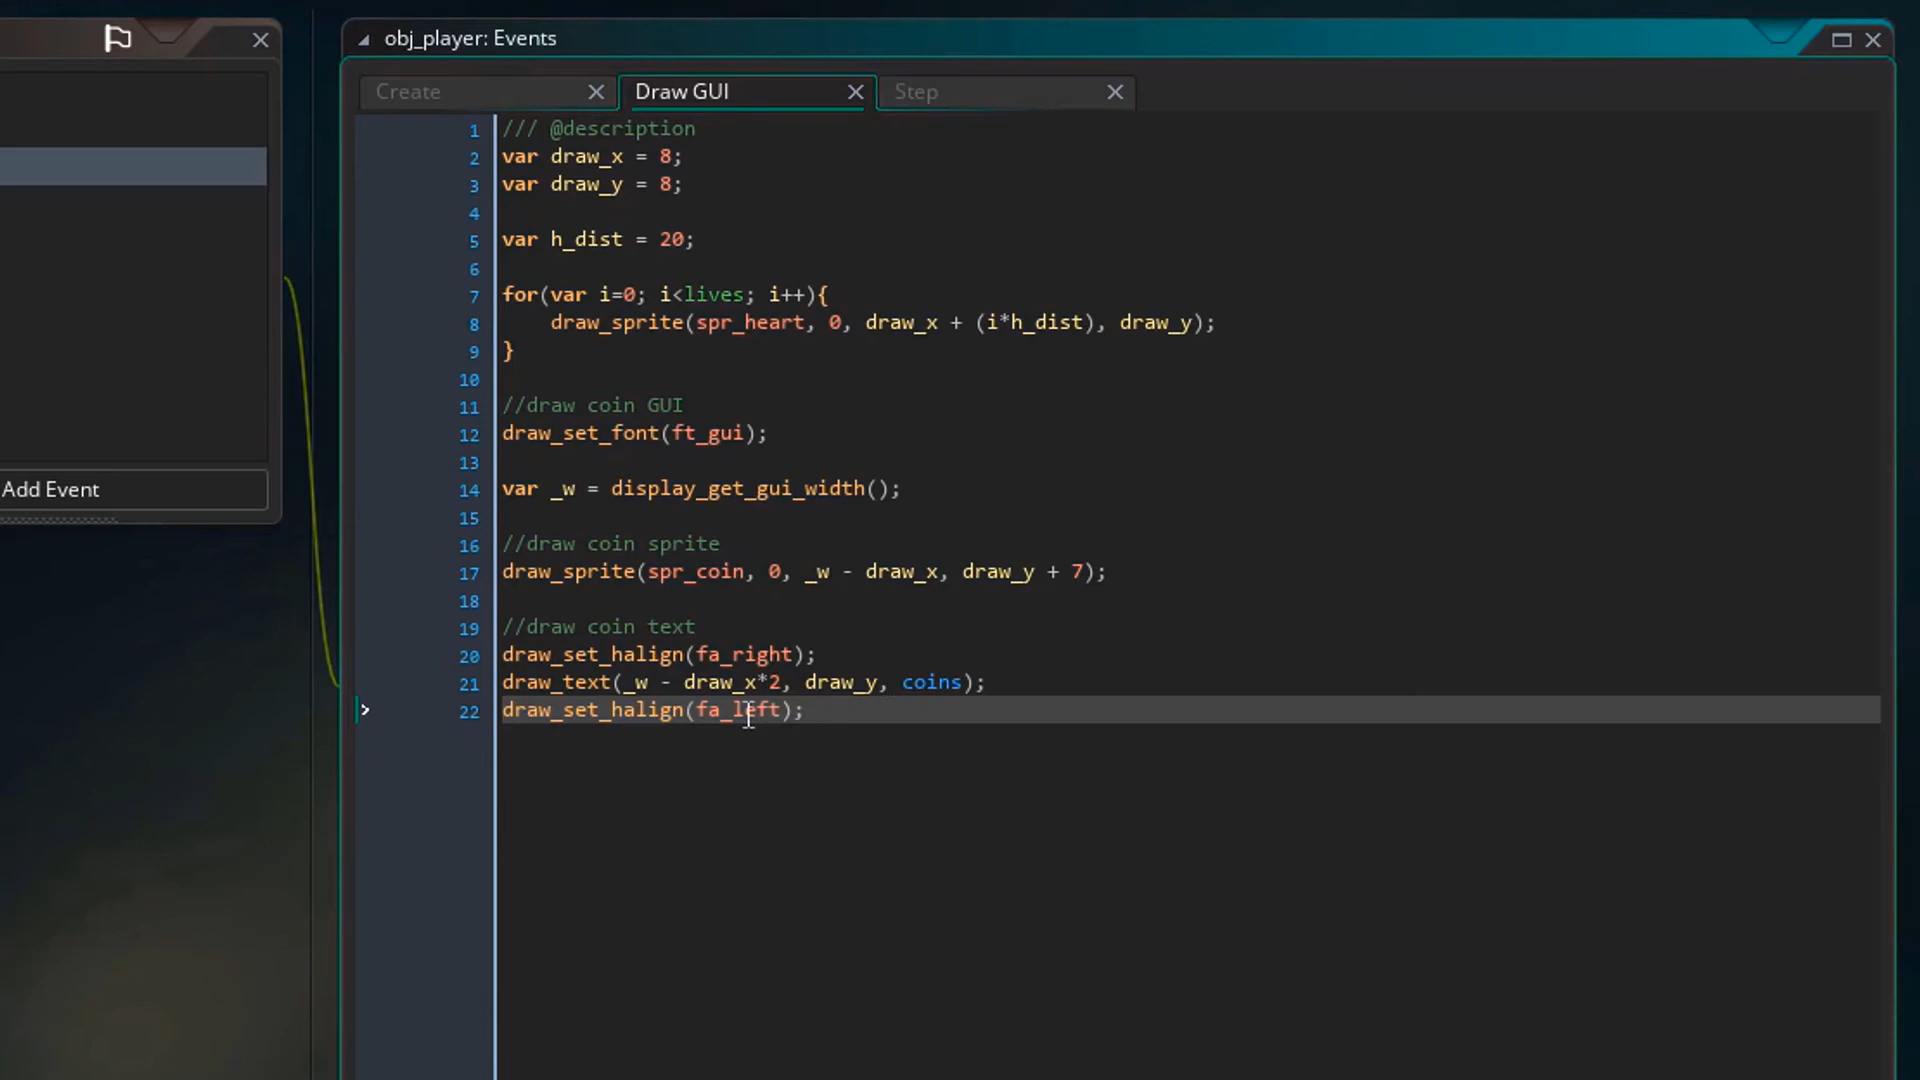 obj_player: Events
Create
Draw GUI
Step
Add Event
1 /// @description
2 var draw_x = 8;
3 var draw_y = 8;
4
5 var h_dist = 20;
6
7 for(var i=0; i<lives; i++){
8 draw_sprite(spr_heart, 0, draw_x + (i*h_dist), draw_y);
9 }
10
11 //draw coin GUI
12 draw_set_font(ft_gui);
13
14 var _w = display_get_gui_width();
15
16 //draw coin sprite
17 draw_sprite(spr_coin, 0, _w - draw_x, draw_y + 7);
18
19 //draw coin text
20 draw_set_halign(fa_right);
21 draw_text(_w - draw_x*2, draw_y, coins);
22 draw_set_halign(fa_left);